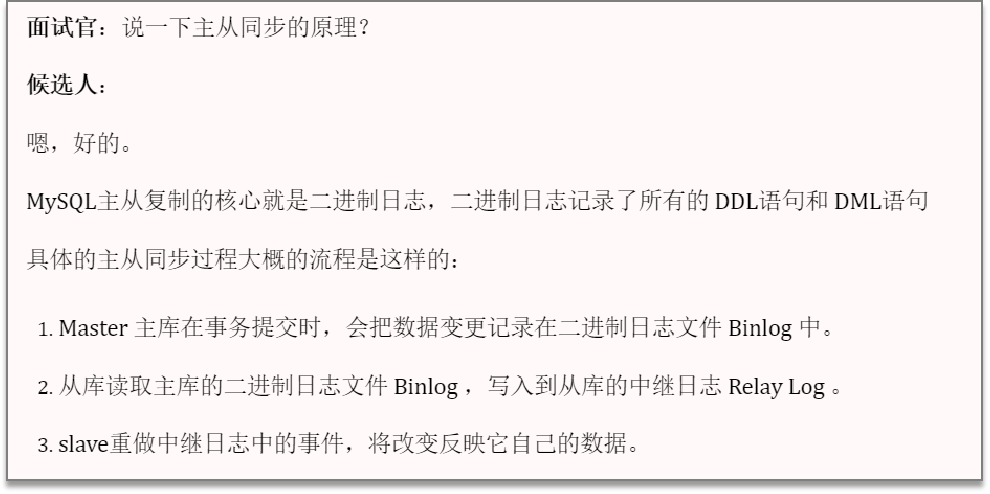 面试官：说一下主从同步的原理？
候选人：
嗯，好的。
MySQL主从复制的核心就是二进制日志，二进制日志记录了所有的 DDL语句和 DML语句
具体的主从同步过程大概的流程是这样的：
1. Master 主库在事务提交时，会把数据变更记录在二进制日志文件 Binlog 中。
2. 从库读取主库的二进制日志文件 Binlog ，写入到从库的中继日志 Relay Log 。
3. slave重做中继日志中的事件，将改变反映它自己的数据。